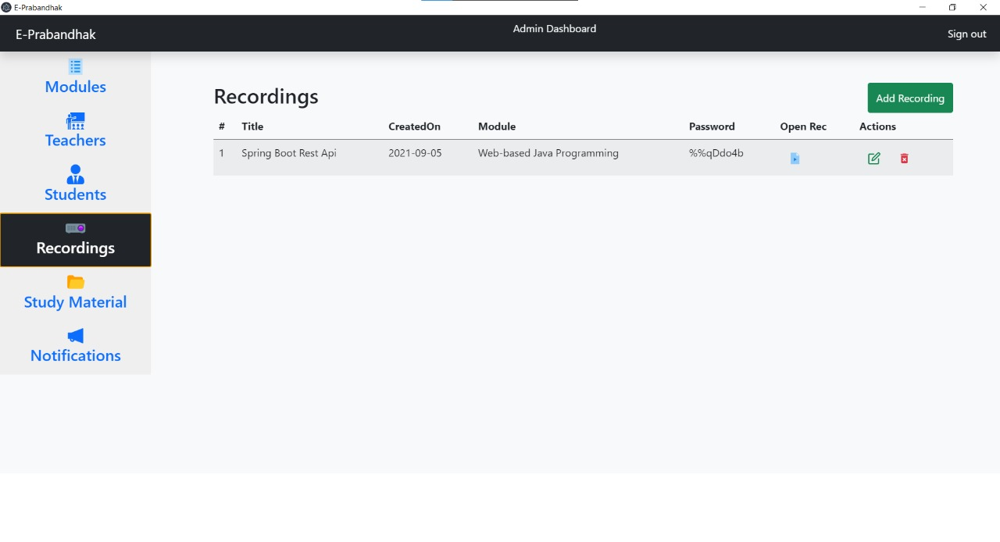 E-Prabandhak
E-Prabandhak
Admin Dashboard
Sign out
Modules
Teachers
Students
Recordings
Study Material
Notifications
Recordings
Add Recording
# Title CreatedOn Module Password Open Rec Actions
1 Spring Boot Rest Api 2021-09-05 Web-based Java Programming %%qDdo4b